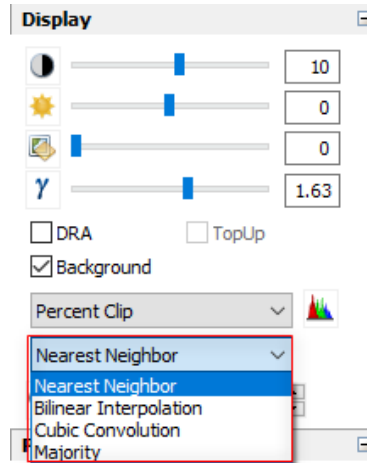 Display
10
0
0
γ
1.63
DRA
TopUp
Background
Percent Clip
Nearest Neighbor
Nearest Neighbor
Bilinear Interpolation
Cubic Convolution
Majority